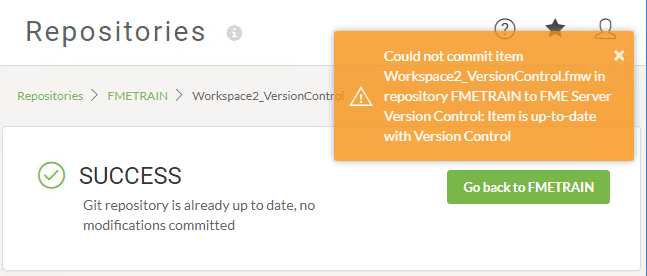 Repositories
Could not commit item
Workspace2_VersionControl.fmw in
repository FMETRAIN to FME Server
Version Control: Item is up-to-date
with Version Control
Repositories > FMETRAIN > Workspace2_VersionControl
SUCCESS
Git repository is already up to date, no
modifications committed
Go back to FMETRAIN